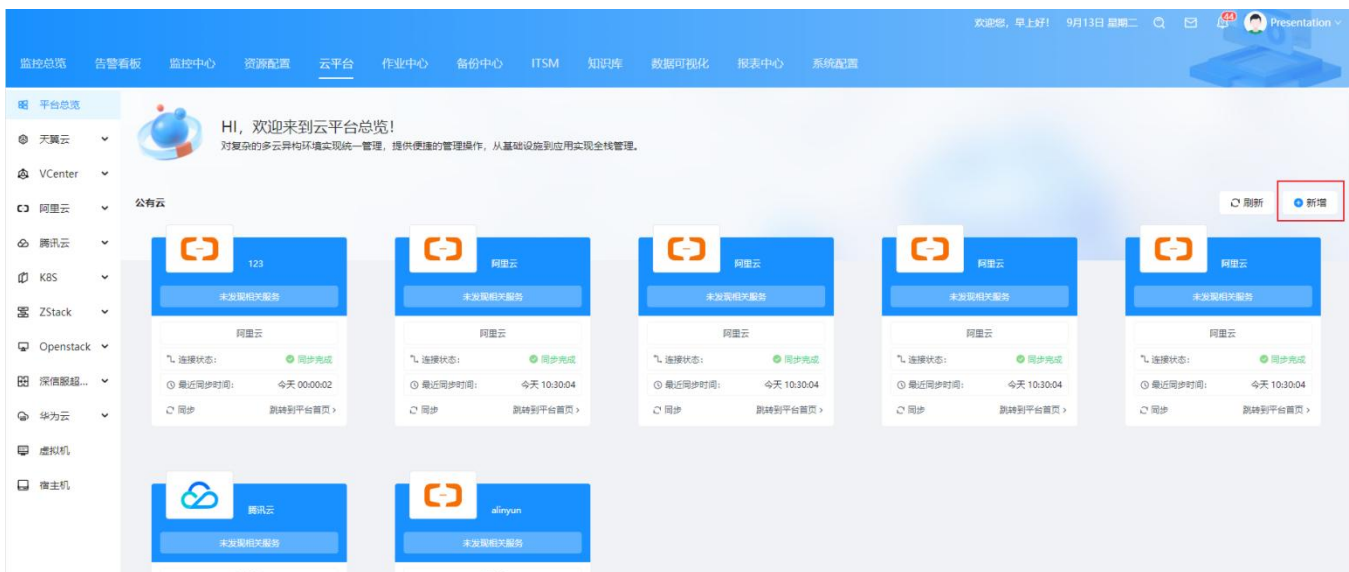 欢迎您，早上好! 9月13日 星期二 44 Presentation
监控总览 告警看板 监控中心 资源配置 云平台 作业中心 备份中心 ITSM 知识库 数据可视化 报表中心 系统配置
平台总览
天翼云
VCenter
阿里云
腾讯云
K8S
ZStack
Openstack
深信服超...
华为云
虚拟机
宿主机
HI，欢迎来到云平台总览!
对复杂的多云异构环境实现统一管理，提供便捷的管理操作，从基础设施到应用实现全栈管理。
公有云 刷新 新增
123 阿里云 阿里云 阿里云 阿里云
未发现相关服务 未发现相关服务 未发现相关服务 未发现相关服务 未发现相关服务
阿里云 阿里云 阿里云 阿里云 阿里云
连接状态: 同步完成 连接状态: 同步完成 连接状态: 同步完成 连接状态: 同步完成 连接状态: 同步完成
最近同步时间: 今天 00:00:02 最近同步时间: 今天 10:30:04 最近同步时间: 今天 10:30:04 最近同步时间: 今天 10:30:04 最近同步时间: 今天 10:30:04
同步 跳转到平台首页 同步 跳转到平台首页 同步 跳转到平台首页 同步 跳转到平台首页 同步 跳转到平台首页
腾讯云 alinyun
未发现相关服务 未发现相关服务